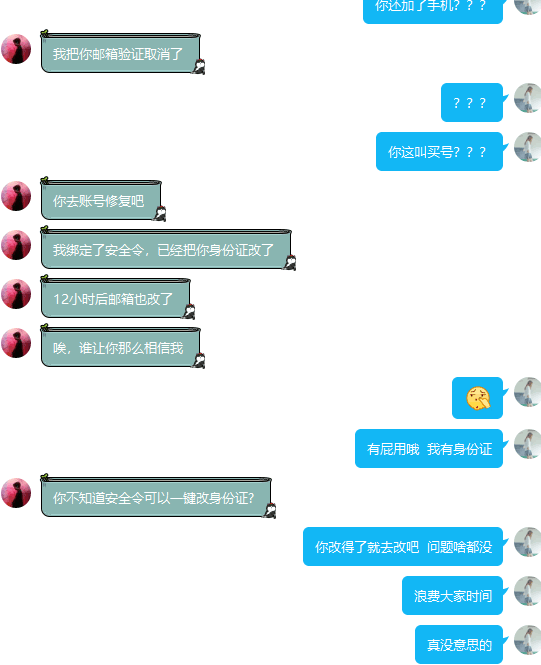 你还加了手机？？？
我把你邮箱验证取消了
？？？
你这叫买号？？？
你去账号修复吧
我绑定了安全令，已经把你身份证改了
12小时后邮箱也改了
唉，谁让你那么相信我
有屁用哦  我有身份证
你不知道安全令可以一键改身份证？
你改得了就去改吧  问题啥都没
浪费大家时间
真没意思的